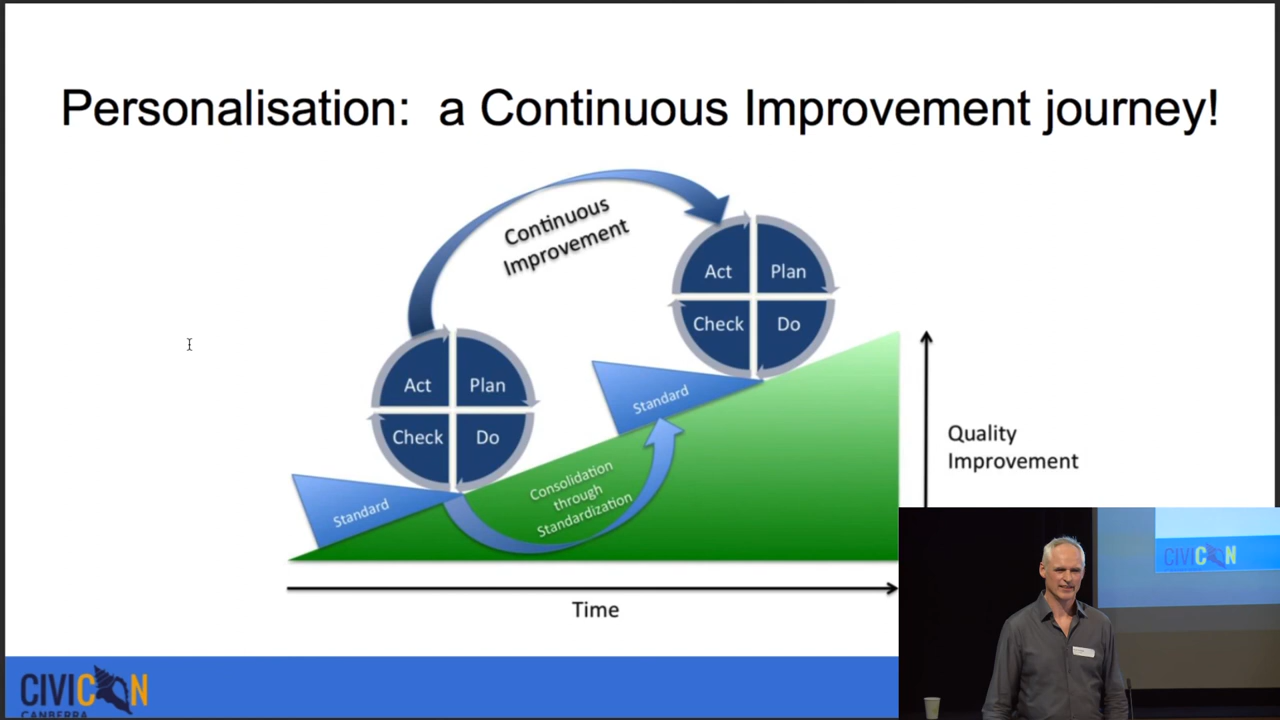 Personalisation: a Continuous Improvement journey!
Continuous
Improvement
Act
Plan
Check
Do
Act
Plan
Check
Do
Standard
Standard
Consolidation
through
Standardization
Quality
Improvement
Time
CIVICON
CANBERRA
CIVICON